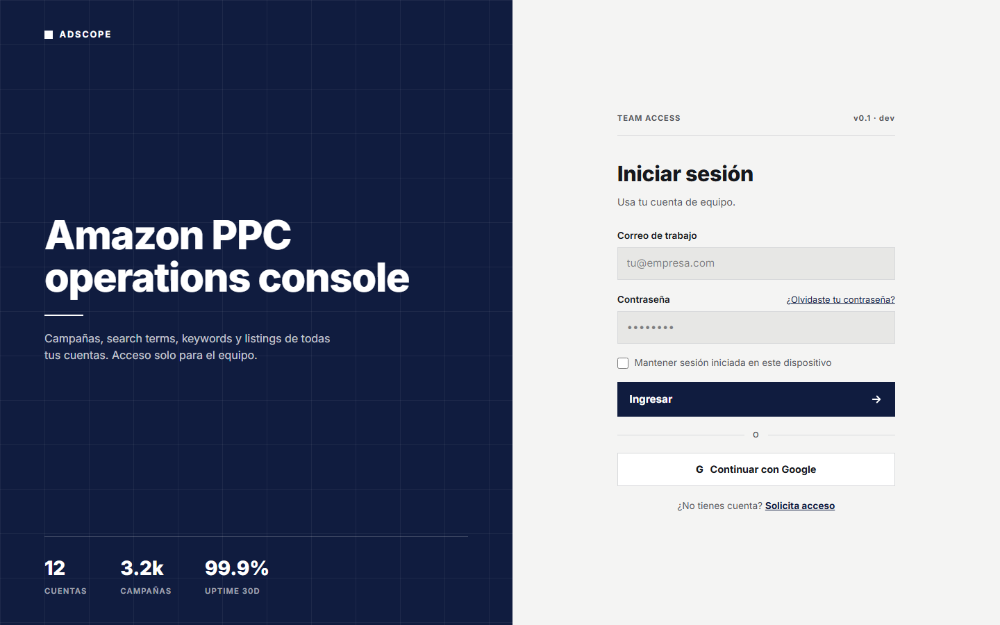 ADSCOPE
Amazon PPC
operations console
Campañas, search terms, keywords y listings de todas
tus cuentas. Acceso solo para el equipo.
12
CUENTAS
3.2k
CAMPAÑAS
99.9%
UPTIME 30D
TEAM ACCESS
v0.1 · dev
Iniciar sesión
Usa tu cuenta de equipo.
Correo de trabajo
tu@empresa.com
Contraseña
¿Olvidaste tu contraseña?
••••••••
Mantener sesión iniciada en este dispositivo
Ingresar →
o
G Continuar con Google
¿No tienes cuenta? Solicita acceso